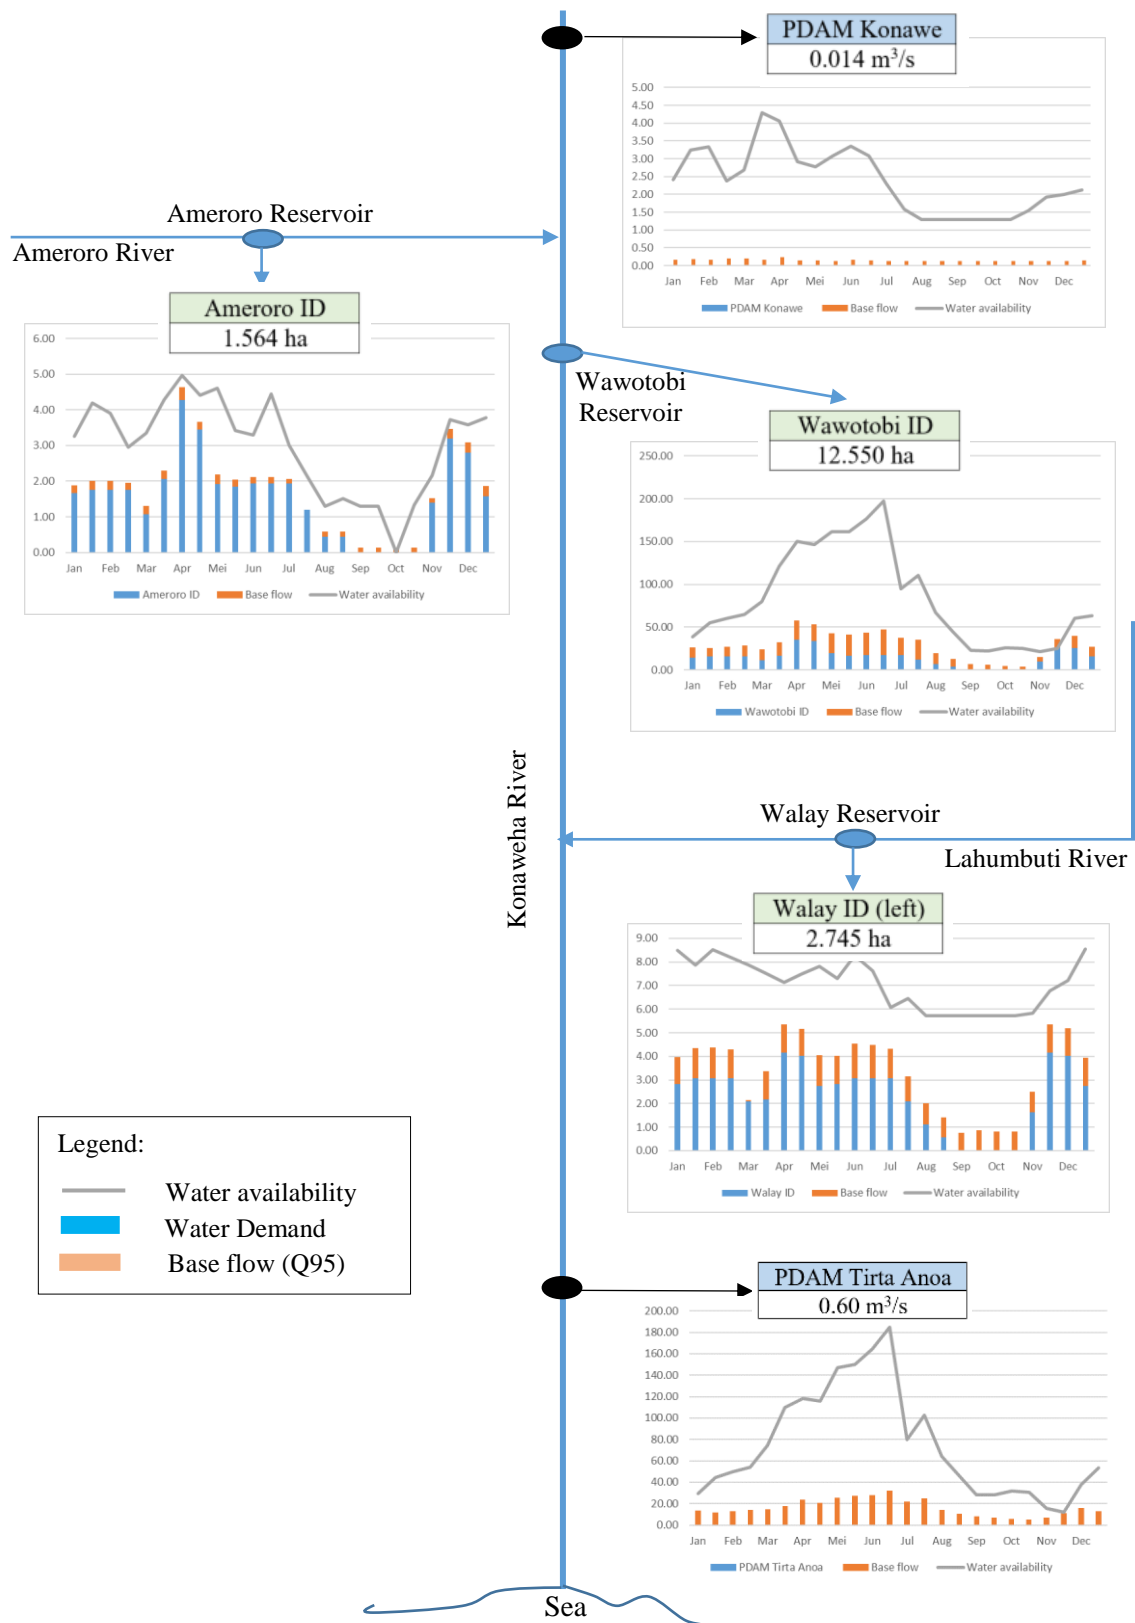 PDAM Konawe
0.014 m³/s
5.00
4.50
4.00
3.50
3.00
2.50
2.00
1.50
1.00
0.50
0.00
Jan Feb Mar Apr Mei Jun Jul Aug Sep Oct Nov Dec
PDAM Konawe Base flow Water availability
Ameroro Reservoir
Ameroro River
Ameroro ID
1.564 ha
6.00
5.00
4.00
3.00
2.00
1.00
0.00
Jan Feb Mar Apr Mei Jun Jul Aug Sep Oct Nov Dec
Ameroro ID Base flow Water availability
Wawotobi
Reservoir
Wawotobi ID
12.550 ha
250.00
200.00
150.00
100.00
50.00
0.00
Jan Feb Mar Apr Mei Jun Jul Aug Sep Oct Nov Dec
Wawotobi ID Base flow Water availability
Konaweha River
Walay Reservoir
Lahumbuti River
Walay ID (left)
2.745 ha
9.00
8.00
7.00
6.00
5.00
4.00
3.00
2.00
1.00
0.00
Jan Feb Mar Apr Mei Jun Jul Aug Sep Oct Nov Dec
Walay ID Base flow Water availability
Legend:
Water availability
Water Demand
Base flow (Q95)
PDAM Tirta Anoa
0.60 m³/s
200.00
180.00
160.00
140.00
120.00
100.00
80.00
60.00
40.00
20.00
0.00
Jan Feb Mar Apr Mei Jun Jul Aug Sep Oct Nov Dec
PDAM Tirta Anoa Base flow Water availability
Sea